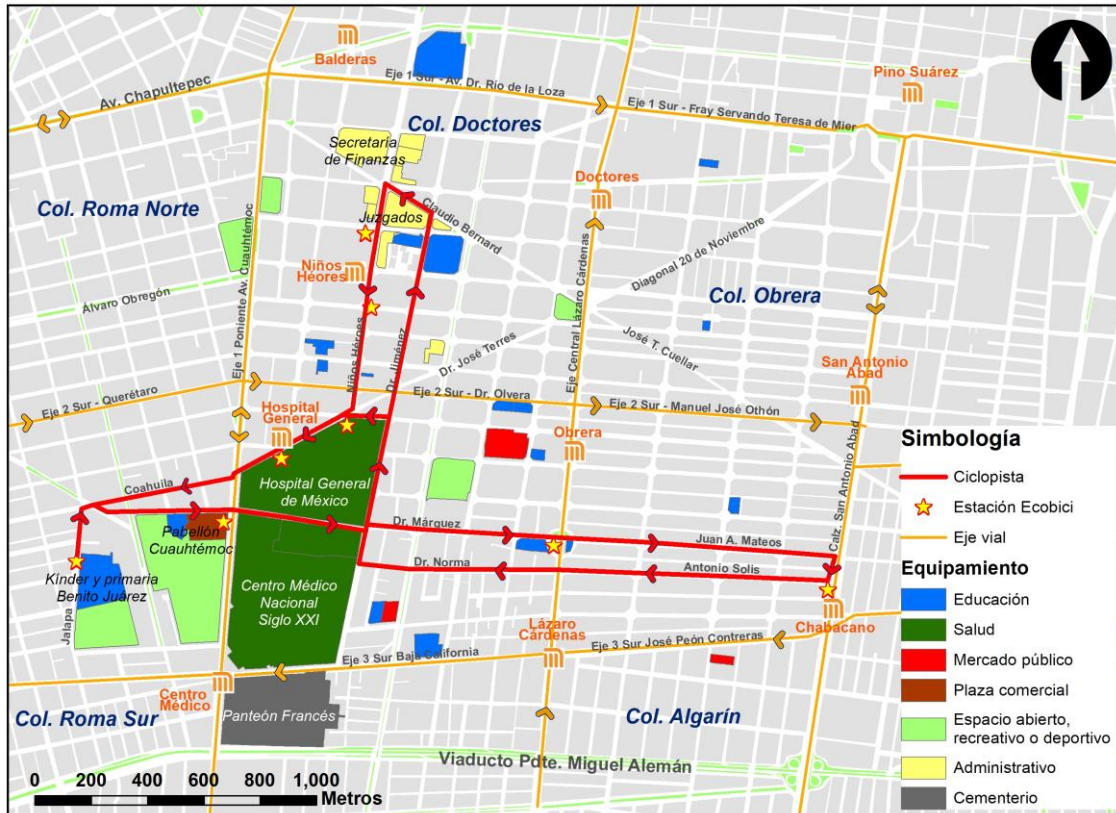 Balderas
Eje 1 Sur - Av. Dr. Río de la Loza
Pino Suárez
Av. Chapultepec
Eje 1 Sur - Fray Servando Teresa de Mier
Col. Doctores
Secretaria
de Finanzas
Doctores
Claudio Bernard
Col. Roma Norte
Juzgados
Eje 1 Poniente Av. Cuauhtémoc
Niños
Héores
Eje Central Lázaro Cárdenas
Diagonal 20 de Noviembre
Álvaro Obregón
Col. Obrera
Niños Héroes
Dr. Jiménez
Dr. José Terres
José T. Cuellar
San Antonio
Abad
Eje 2 Sur - Querétaro
Eje 2 Sur - Dr. Olvera
Eje 2 Sur - Manuel José Othón
Hospital
General
Obrera
Calz. San Antonio Abad
Coahuila
Hospital General
de México
Pabellón
Cuauhtémoc
Dr. Márquez
Juan A. Mateos
Kínder y primaria
Benito Juárez
Jalapa
Centro Médico
Nacional
Siglo XXI
Dr. Norma
Antonio Solis
Lázaro
Cárdenas
Chabacano
Eje 3 Sur Baja California
Eje 3 Sur José Peón Contreras
Centro
Médico
Panteón Francés
Col. Roma Sur
Col. Algarín
Viaducto Pdte. Miguel Alemán
0 200 400 600 800 1,000
Metros
Simbología
Ciclopista
Estación Ecobici
Eje vial
Equipamiento
Educación
Salud
Mercado público
Plaza comercial
Espacio abierto,
recreativo o deportivo
Administrativo
Cementerio